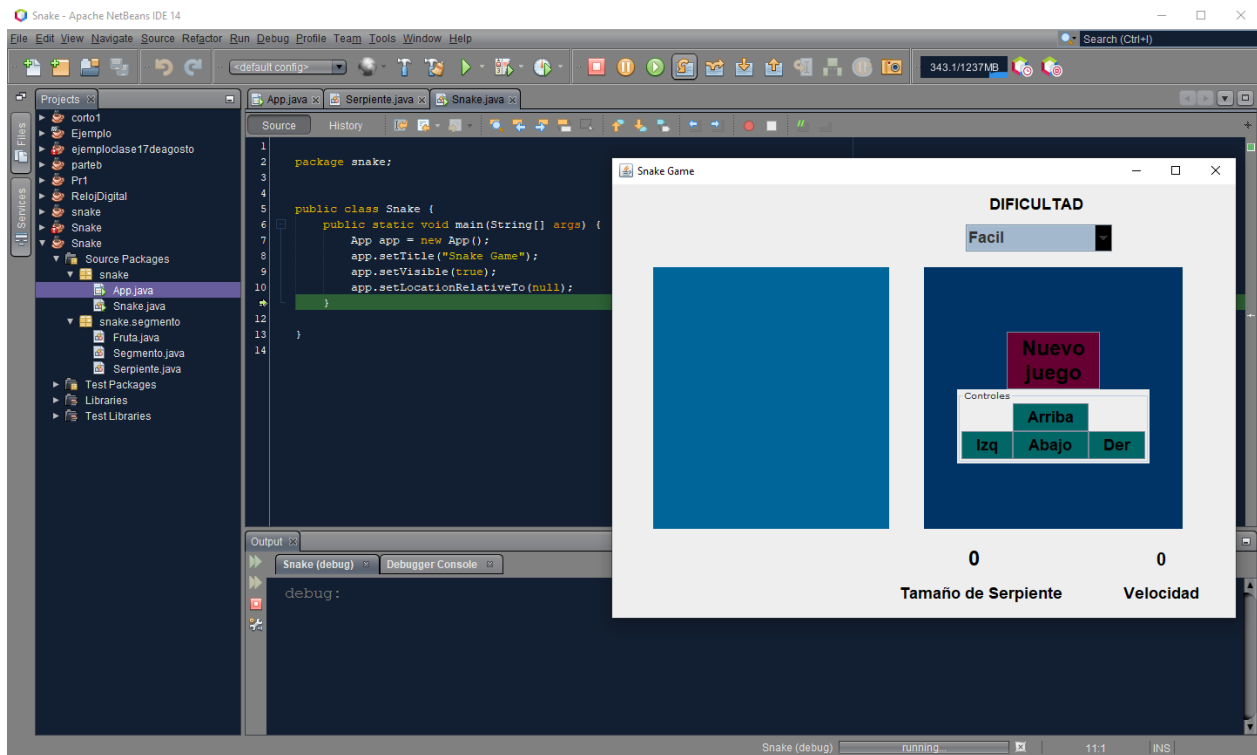 Snake - Apache NetBeans IDE 14
File Edit View Navigate Source Refactor Run Debug Profile Team Tools Window Help
Search (Ctrl+I)
<default config>
343.1/1237MB
Projects
App.java
Serpiente.java
Snake.java
Files
Services
corto1
Ejemplo
ejemploclase17deagosto
parteb
Pr1
RelojDigital
snake
Snake
Snake
Source Packages
snake
App.java
Snake.java
snake.segmento
Fruta.java
Segmento.java
Serpiente.java
Test Packages
Libraries
Test Libraries
Source History
1
2 package snake;
3
4
5 public class Snake {
6 public static void main(String[] args) {
7 App app = new App();
8 app.setTitle("Snake Game");
9 app.setVisible(true);
10 app.setLocationRelativeTo(null);
}
12
13 }
14
Snake Game
DIFICULTAD
Facil
Nuevo
juego
Controles
Arriba
Izq Abajo Der
0 0
Tamaño de Serpiente Velocidad
Output
Snake (debug) Debugger Console
debug:
Snake (debug) running... 11:1 INS